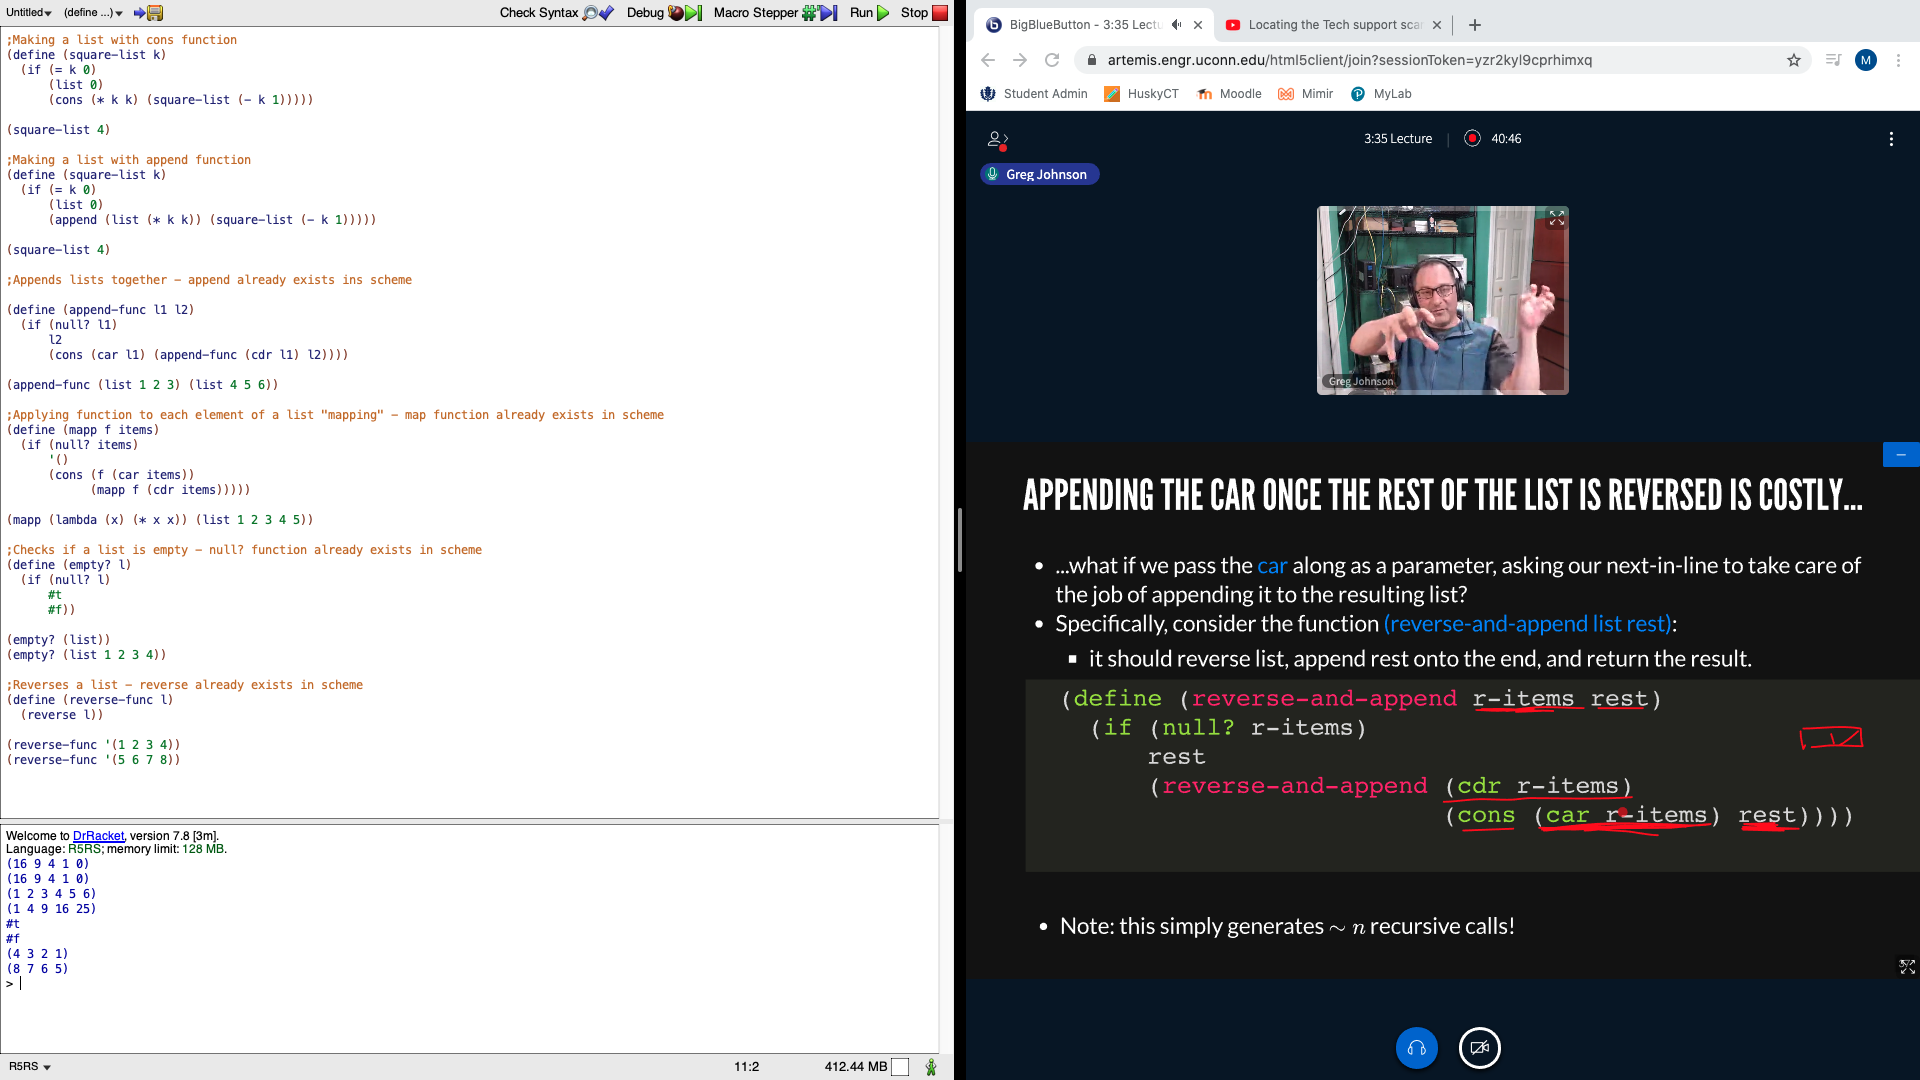 Untitled
(define ...)
Check Syntax
Debug
Macro Stepper
Run
Stop
;Making a list with cons function
(define (square-list k)
  (if (= k 0)
      (list 0)
      (cons (* k k) (square-list (- k 1)))))
(square-list 4)
;Making a list with append function
(define (square-list k)
  (if (= k 0)
      (list 0)
      (append (list (* k k)) (square-list (- k 1)))))
(square-list 4)
;Appends lists together - append already exists ins scheme
(define (append-func l1 l2)
  (if (null? l1)
      l2
      (cons (car l1) (append-func (cdr l1) l2))))
(append-func (list 1 2 3) (list 4 5 6))
;Applying function to each element of a list "mapping" - map function already exists in scheme
(define (mapp f items)
  (if (null? items)
      '()
      (cons (f (car items))
            (mapp f (cdr items)))))
(mapp (lambda (x) (* x x)) (list 1 2 3 4 5))
;Checks if a list is empty - null? function already exists in scheme
(define (empty? l)
  (if (null? l)
      #t
      #f))
(empty? (list))
(empty? (list 1 2 3 4))
;Reverses a list - reverse already exists in scheme
(define (reverse-func l)
  (reverse l))
(reverse-func '(1 2 3 4))
(reverse-func '(5 6 7 8))
Welcome to DrRacket, version 7.8 [3m].
Language: R5RS; memory limit: 128 MB.
(16 9 4 1 0)
(16 9 4 1 0)
(1 2 3 4 5 6)
(1 4 9 16 25)
#t
#f
(4 3 2 1)
(8 7 6 5)
>
R5RS
11:2
412.44 MB
BigBlueButton - 3:35 Lectu
Locating the Tech support scar
artemis.engr.uconn.edu/html5client/join?sessionToken=yzr2kyl9cprhimxq
M
Student Admin
HuskyCT
Moodle
Mimir
MyLab
3:35 Lecture
40:46
Greg Johnson
Greg Johnson
APPENDING THE CAR ONCE THE REST OF THE LIST IS REVERSED IS COSTLY...
...what if we pass the car along as a parameter, asking our next-in-line to take care of
the job of appending it to the resulting list?
Specifically, consider the function (reverse-and-append list rest):
it should reverse list, append rest onto the end, and return the result.
(define (reverse-and-append r-items rest)
  (if (null? r-items)
      rest
      (reverse-and-append (cdr r-items)
                          (cons (car r-items) rest))))
Note: this simply generates ~ n recursive calls!